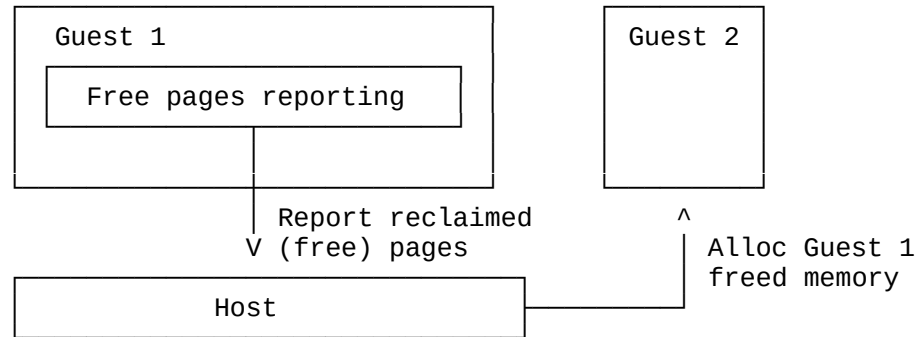 Guest 1
Guest 2
Free pages reporting
Report reclaimed
(free) pages
Alloc Guest 1
freed memory
Host